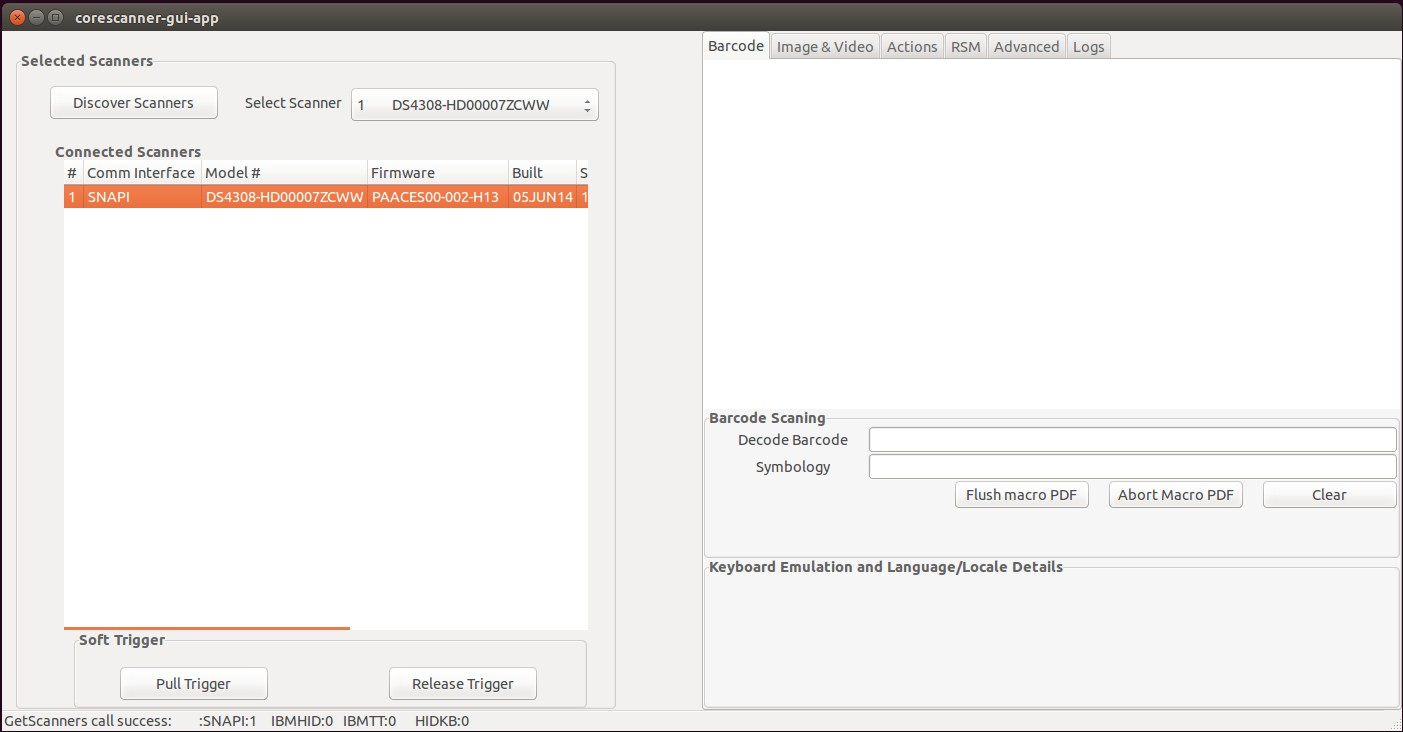 corescanner-gui-app
Selected Scanners
Discover Scanners Select Scanner 1 DS4308-HD00007ZCWW
Connected Scanners
# Comm Interface Model # Firmware Built S
1 SNAPI DS4308-HD00007ZCWW PAACES00-002-H13 05JUN14 1
Soft Trigger
Pull Trigger Release Trigger
Barcode Image & Video Actions RSM Advanced Logs
Barcode Scaning
Decode Barcode
Symbology
Flush macro PDF Abort Macro PDF Clear
Keyboard Emulation and Language/Locale Details
GetScanners call success: :SNAPI:1 IBMHID:0 IBMTT:0 HIDKB:0